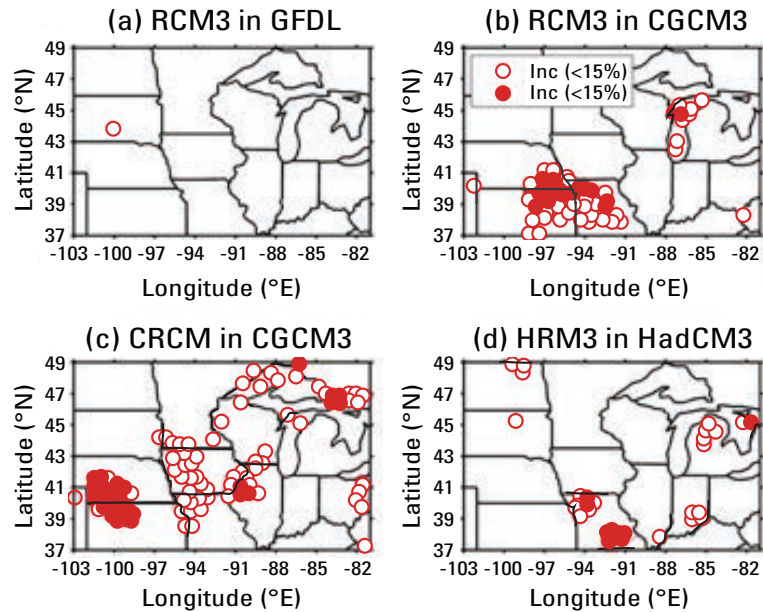 (a) RCM3 in GFDL
49
47
45
43
41
39
37
Latitude (°N)
-103 -100 -97 -94 -91 -88 -85 -82
Longitude (°E)
(b) RCM3 in CGCM3
Inc (<15%)
Inc (<15%)
49
47
45
43
41
39
37
Latitude (°N)
-103 -100 -97 -94 -91 -88 -85 -82
Longitude (°E)
(c) CRCM in CGCM3
49
47
45
43
41
39
37
Latitude (°N)
-103 -100 -97 -94 -91 -88 -85 -82
Longitude (°E)
(d) HRM3 in HadCM3
49
47
45
43
41
39
37
Latitude (°N)
-103 -100 -97 -94 -91 -88 -85 -82
Longitude (°E)